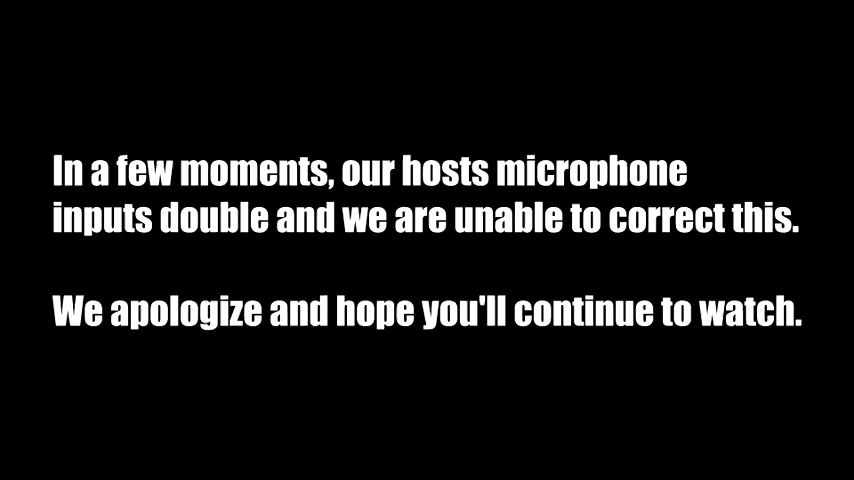 In a few moments, our hosts microphone
inputs double and we are unable to correct this.
We apologize and hope you'll continue to watch.